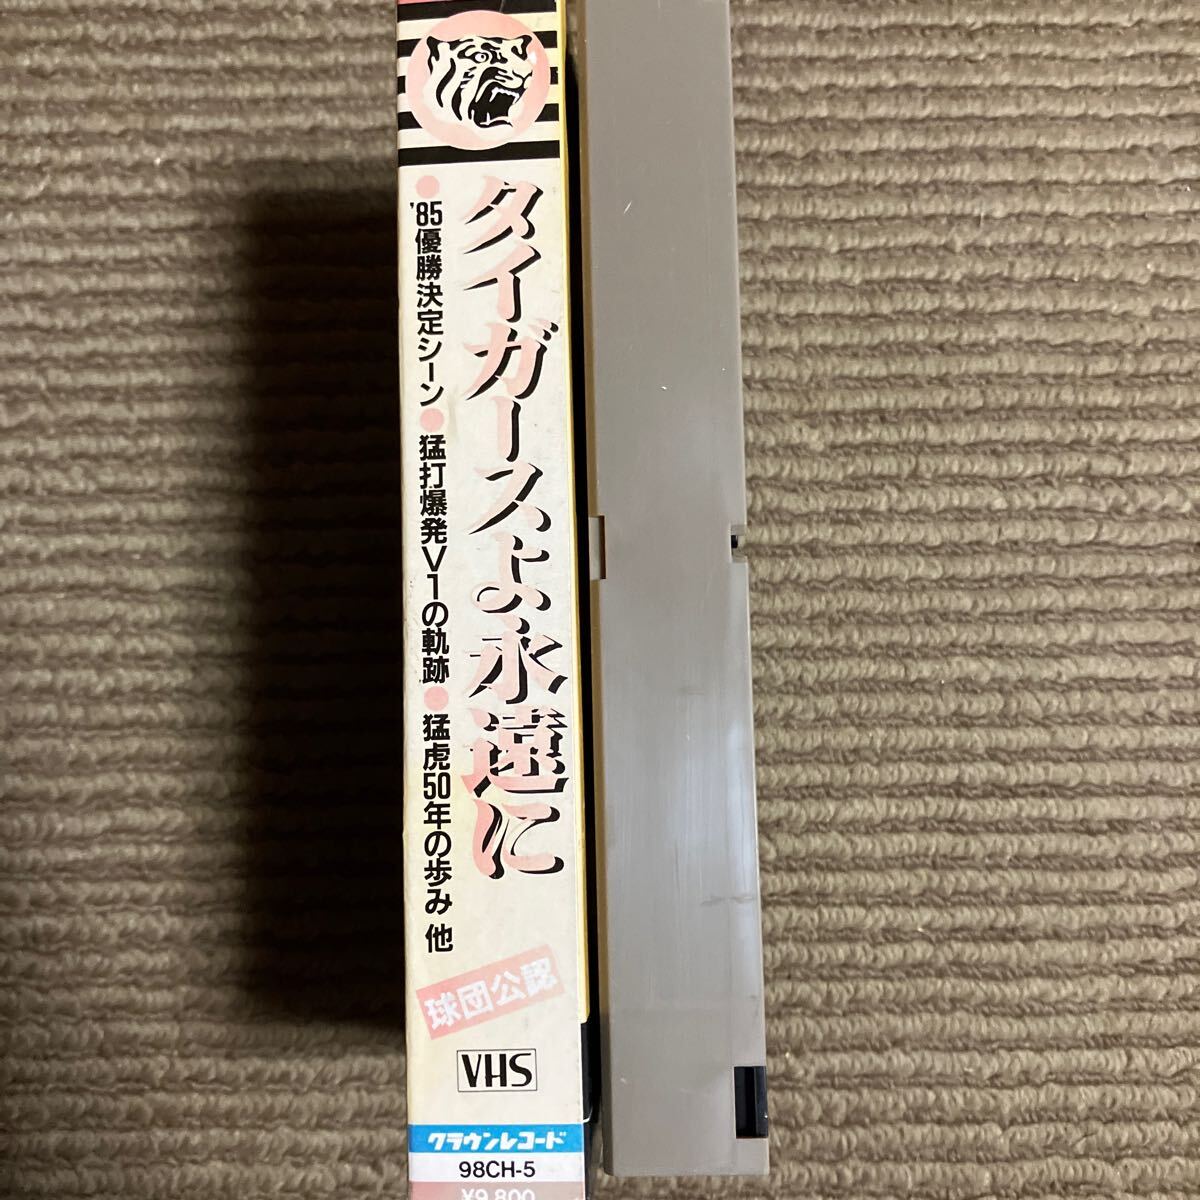 タイガースよ永遠に
●'85優勝決定シーン●猛打爆発V1の軌跡●猛虎50年の歩み 他
球団公認
VHS
クラウンレコード
98CH-5
¥9,800